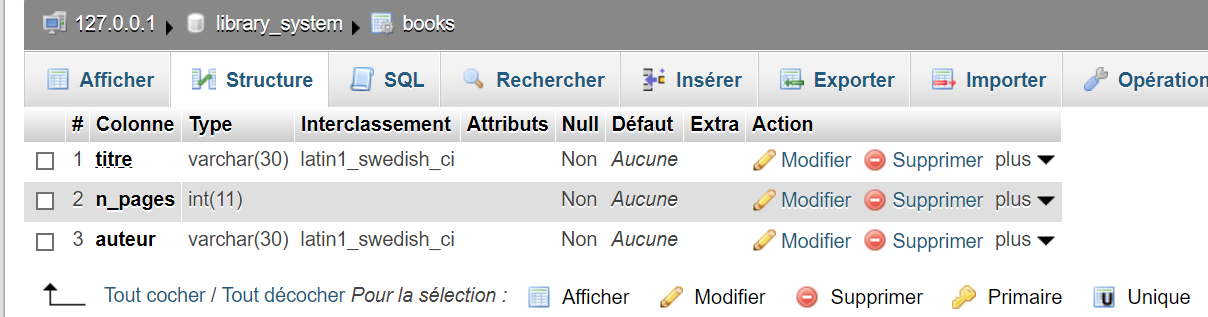 127.0.0.1 library_system books
Afficher Structure SQL Rechercher Insérer Exporter Importer Opération
# Colonne Type Interclassement Attributs Null Défaut Extra Action
1 titre varchar(30) latin1_swedish_ci Non Aucune Modifier Supprimer plus
2 n_pages int(11) Non Aucune Modifier Supprimer plus
3 auteur varchar(30) latin1_swedish_ci Non Aucune Modifier Supprimer plus
Tout cocher / Tout décocher Pour la sélection : Afficher Modifier Supprimer Primaire U Unique